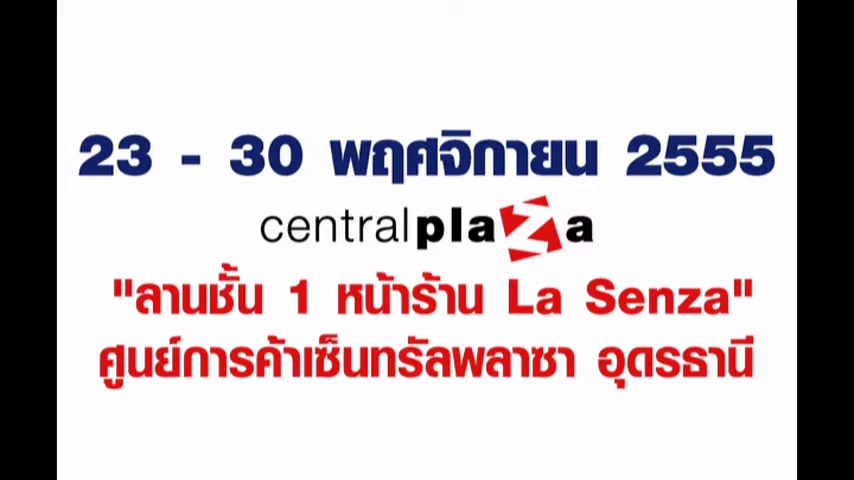 23 - 30 พฤศจิกายน 2555
centralplaza
"ลานชั้น 1 หน้าร้าน La Senza"
ศูนย์การค้าเซ็นทรัลพลาซา อุดรธานี